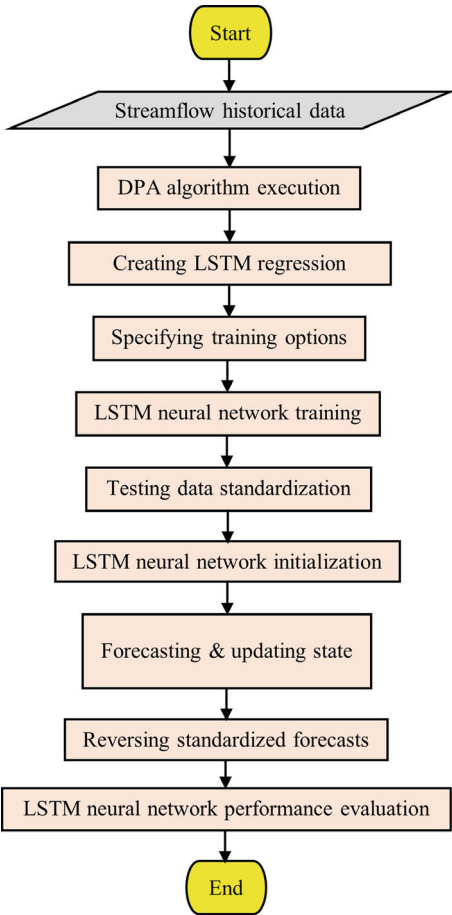 Start
Streamflow historical data
DPA algorithm execution
Creating LSTM regression
Specifying training options
LSTM neural network training
Testing data standardization
LSTM neural network initialization
Forecasting & updating state
Reversing standardized forecasts
LSTM neural network performance evaluation
End